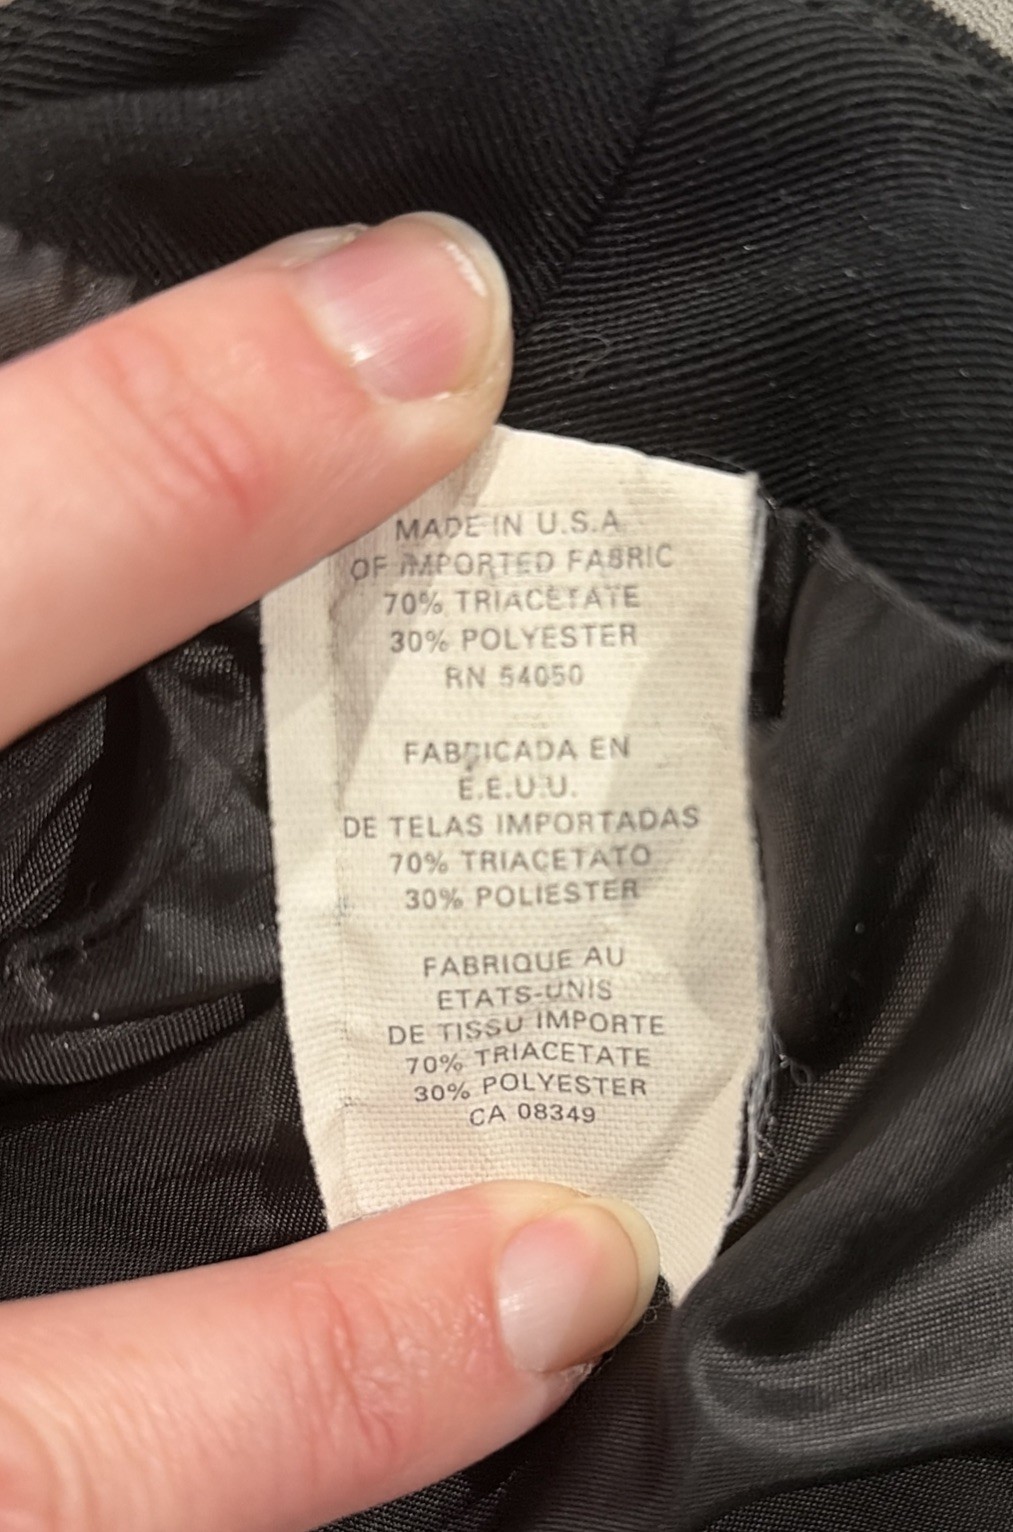 MADE IN U.S.A
OF IMPORTED FABRIC
70% TRIACETATE
30% POLYESTER
RN 54050
FABRICADA EN
E.E.U.U.
DE TELAS IMPORTADAS
70% TRIACETATO
30% POLIESTER
FABRIQUE AU
ETATS-UNIS
DE TISSU IMPORTE
70% TRIACETATE
30% POLYESTER
CA 08349